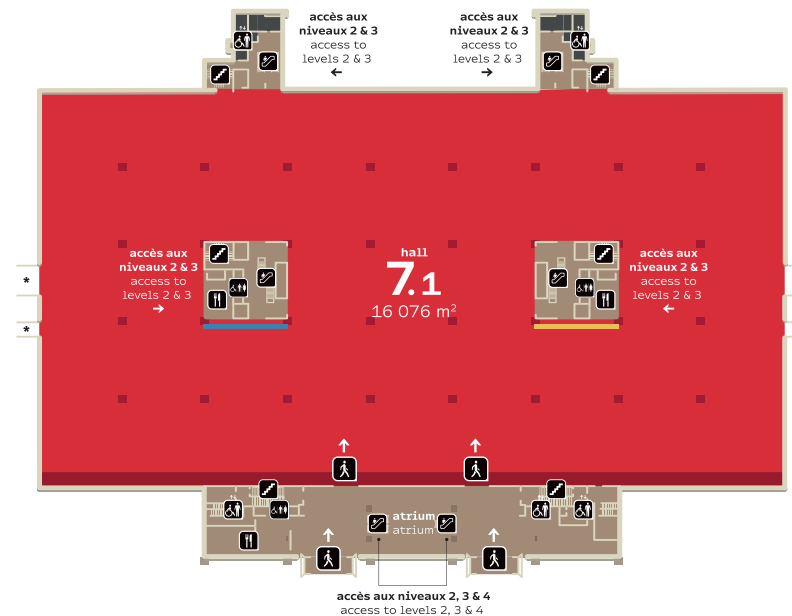 accès aux
niveaux 2 & 3
access to
levels 2 & 3
←
accès aux
niveaux 2 & 3
access to
levels 2 & 3
→
accès aux
niveaux 2 & 3
access to
levels 2 & 3
→
hall
7.1
16 076 m²
accès aux
niveaux 2 & 3
access to
levels 2 & 3
←
*
*
atrium
atrium
accès aux niveaux 2, 3 & 4
access to levels 2, 3 & 4